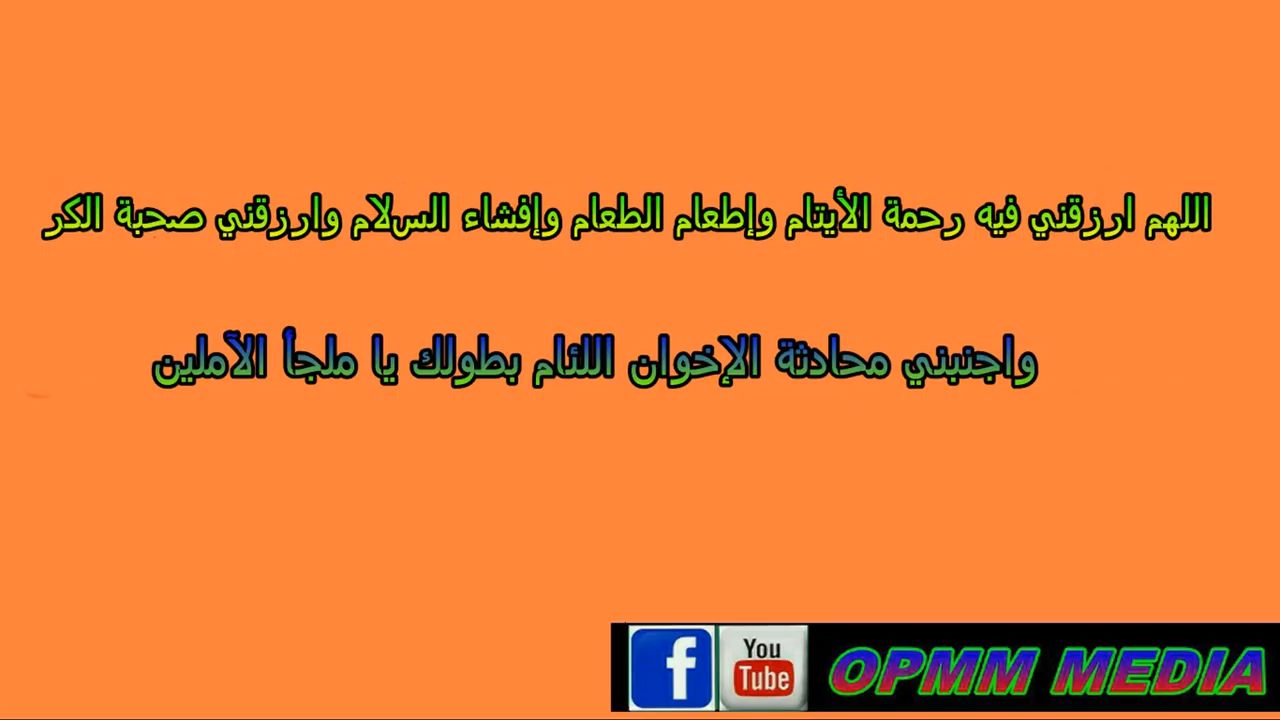 اللهم ارزقني فيه رحمة الأيتام وإطعام الطعام وإفشاء السلام وارزقني صحبة الكر
واجنبني محادثة الإخوان اللئام بطولك يا ملجأ الآملين
f You Tube OPMM MEDIA